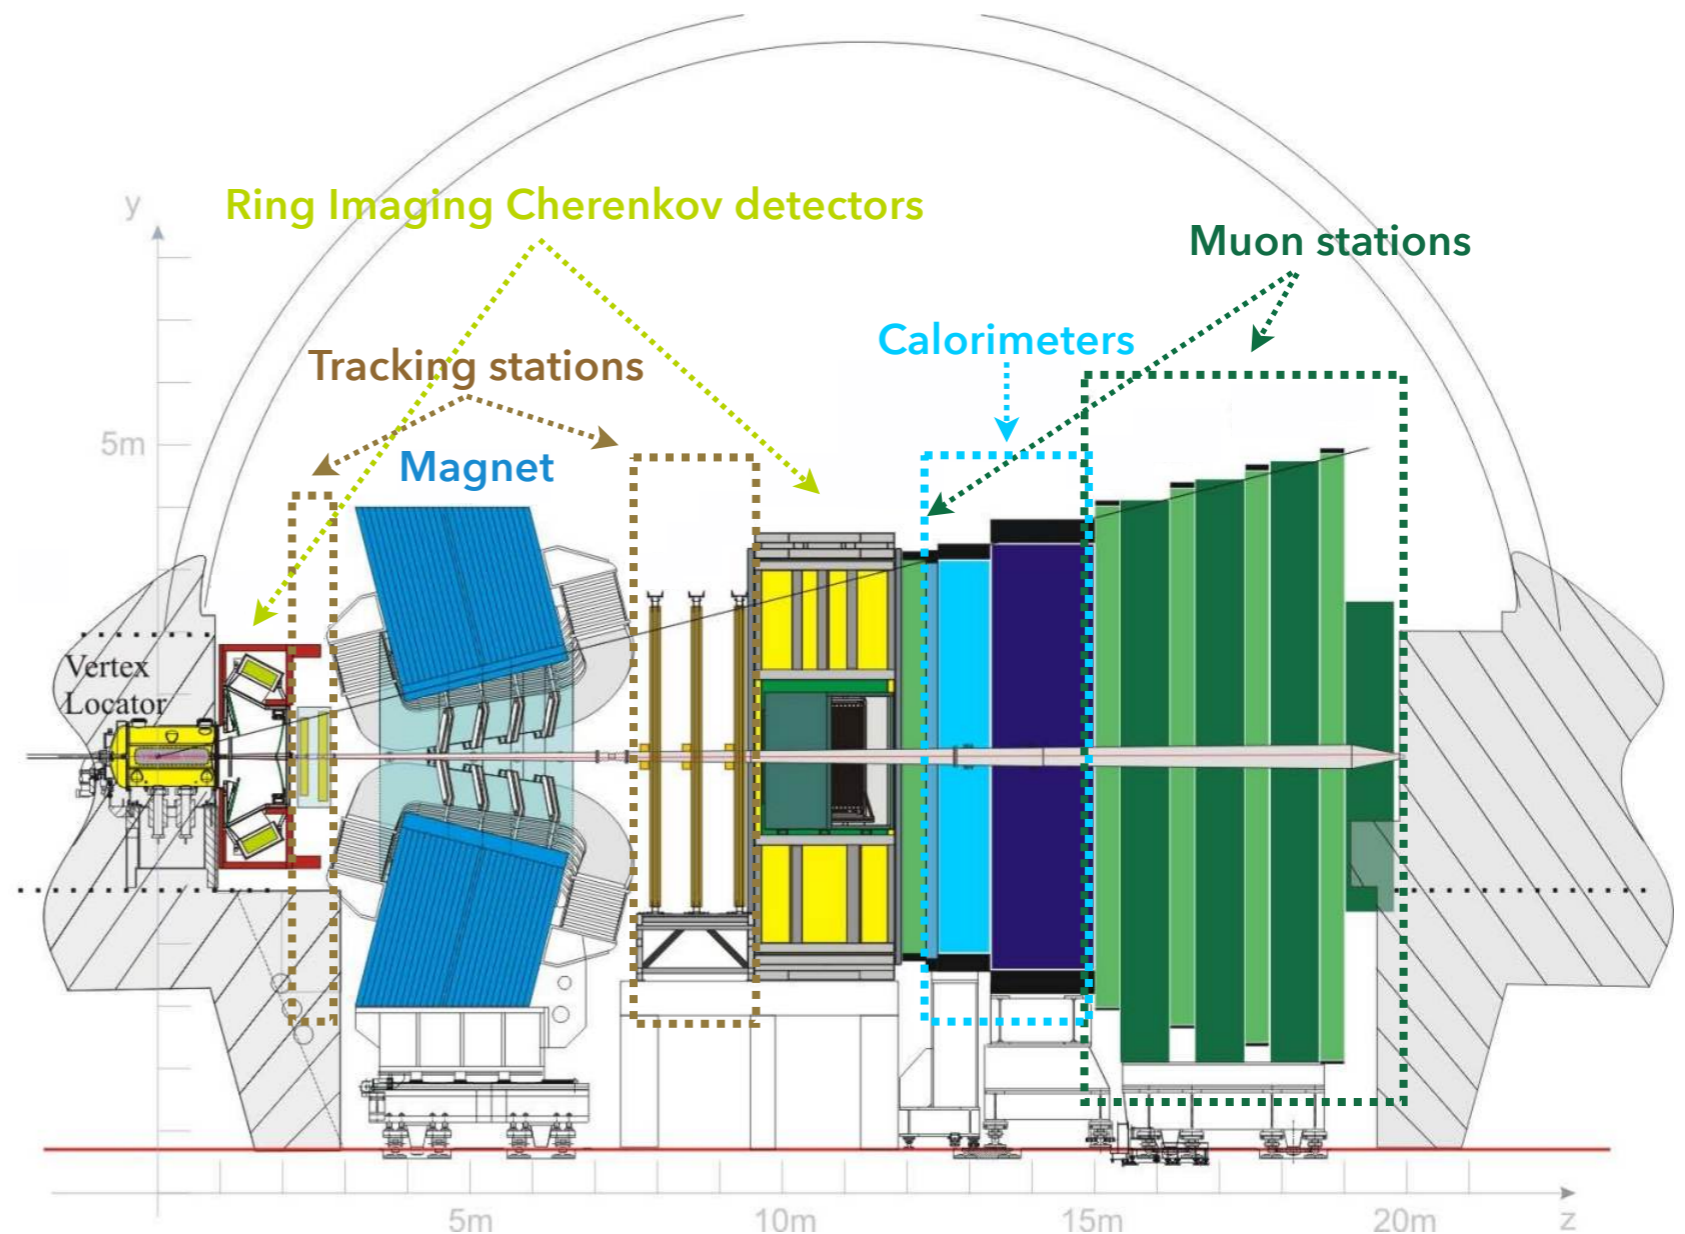 y
Ring Imaging Cherenkov detectors
Muon stations
Calorimeters
Tracking stations
5m
Magnet
Vertex
Locator
5m
10m
15m
20m
z